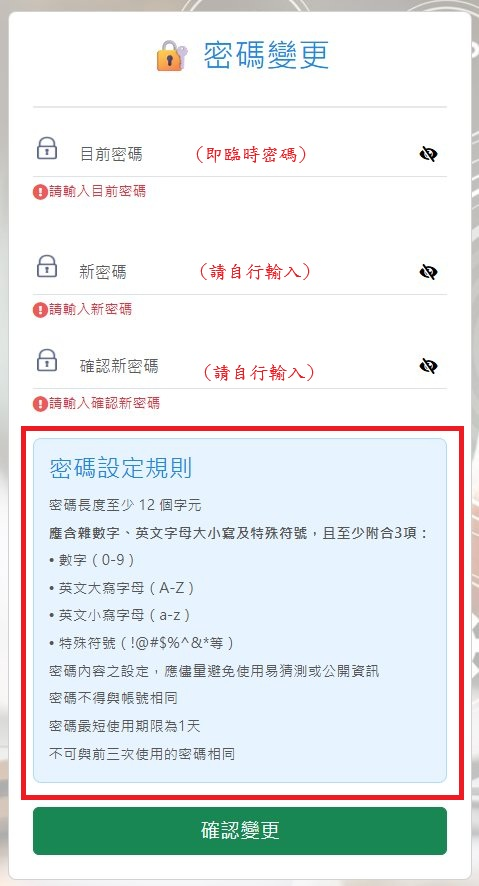 密碼變更
目前密碼 (即臨時密碼)
請輸入目前密碼
新密碼 (請自行輸入)
請輸入新密碼
確認新密碼 (請自行輸入)
請輸入確認新密碼
密碼設定規則
密碼長度至少 12 個字元
應含雜數字、英文字母大小寫及特殊符號，且至少附合3項：
• 數字（0-9）
• 英文大寫字母（A-Z）
• 英文小寫字母（a-z）
• 特殊符號（!@#$%^&*等）
密碼內容之設定，應儘量避免使用易猜測或公開資訊
密碼不得與帳號相同
密碼最短使用期限為1天
不可與前三次使用的密碼相同
確認變更